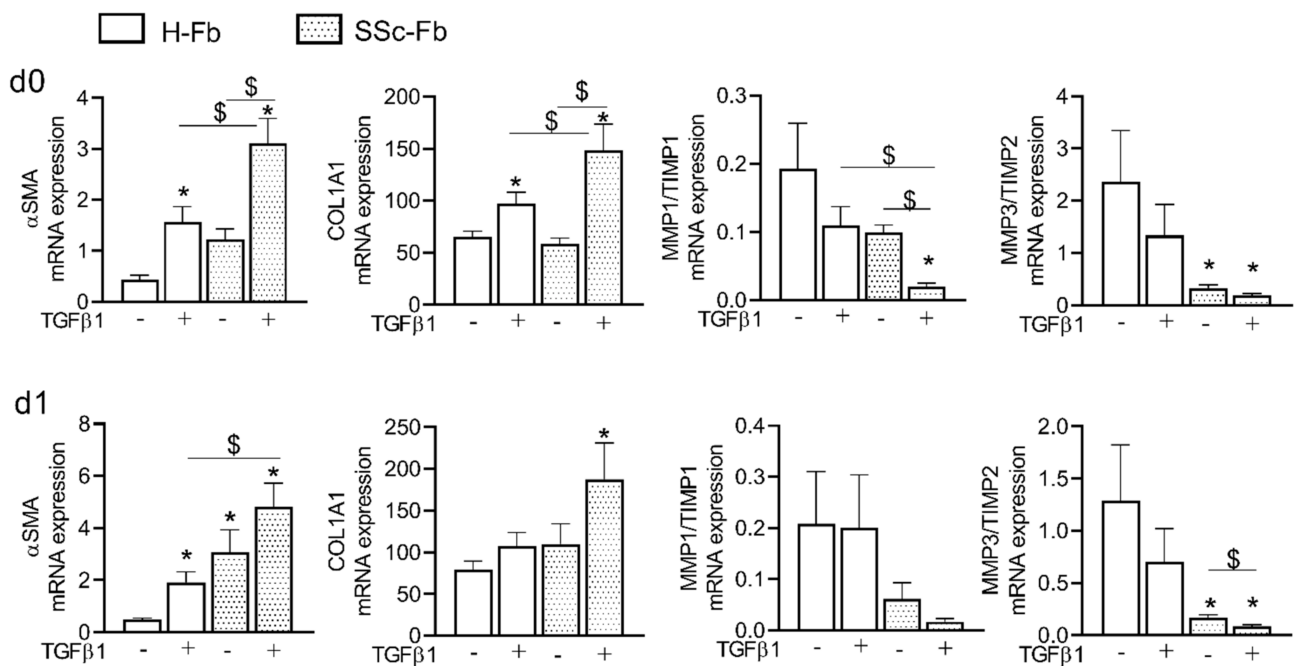 H-Fb SSc-Fb
d0
αSMA
mRNA expression
4
3
2
1
0
* $ $ *
TGFβ1 - + - +
COL1A1
mRNA expression
200
150
100
50
0
* $ $ *
TGFβ1 - + - +
MMP1/TIMP1
mRNA expression
0.3
0.2
0.1
0.0
$
$
*
TGFβ1 - + - +
MMP3/TIMP2
mRNA expression
4
3
2
1
0
* *
TGFβ1 - + - +
d1
αSMA
mRNA expression
8
6
4
2
0
$
* * *
TGFβ1 - + - +
COL1A1
mRNA expression
250
200
150
100
50
0
*
TGFβ1 - + - +
MMP1/TIMP1
mRNA expression
0.4
0.3
0.2
0.1
0.0
TGFβ1 - + - +
MMP3/TIMP2
mRNA expression
2.0
1.5
1.0
0.5
0.0
$
* *
TGFβ1 - + - +